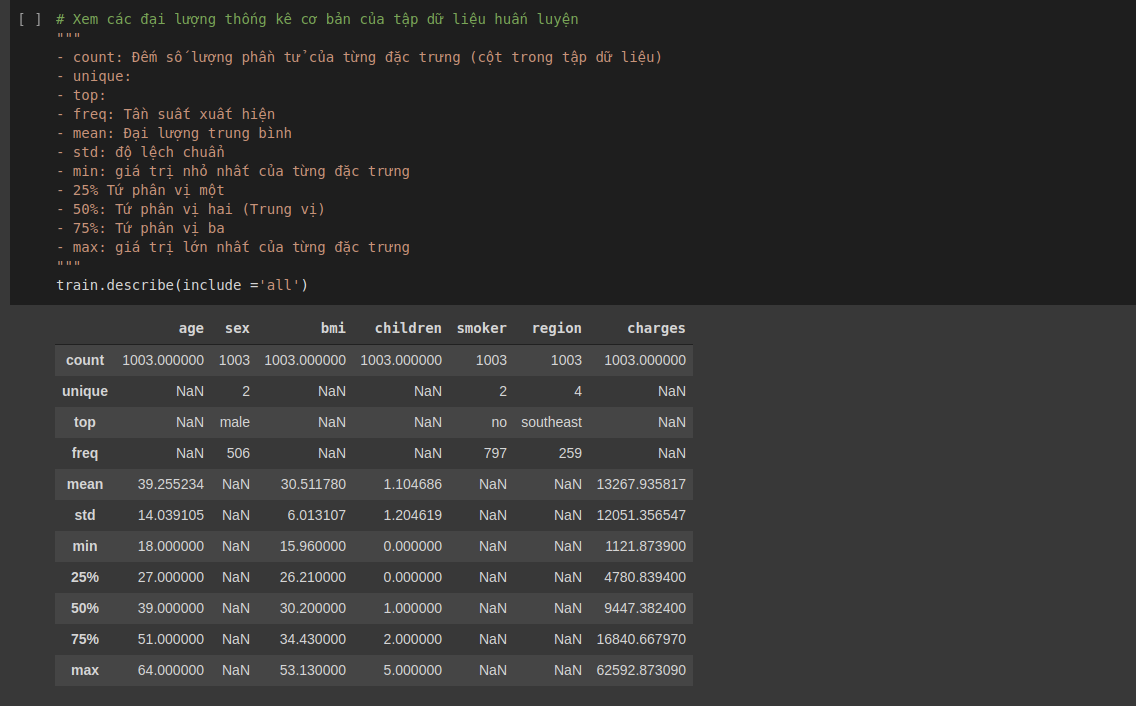 [ ] # Xem các đại lượng thống kê cơ bản của tập dữ liệu huấn luyện
"""
- count: Đếm số lượng phần tử của từng đặc trưng (cột trong tập dữ liệu)
- unique:
- top:
- freq: Tần suất xuất hiện
- mean: Đại lượng trung bình
- std: độ lệch chuẩn
- min: giá trị nhỏ nhất của từng đặc trưng
- 25% Tứ phân vị một
- 50%: Tứ phân vị hai (Trung vị)
- 75%: Tứ phân vị ba
- max: giá trị lớn nhất của từng đặc trưng
"""
train.describe(include ='all')
age sex bmi children smoker region charges
count 1003.000000 1003 1003.000000 1003.000000 1003 1003 1003.000000
unique NaN 2 NaN NaN 2 4 NaN
top NaN male NaN NaN no southeast NaN
freq NaN 506 NaN NaN 797 259 NaN
mean 39.255234 NaN 30.511780 1.104686 NaN NaN 13267.935817
std 14.039105 NaN 6.013107 1.204619 NaN NaN 12051.356547
min 18.000000 NaN 15.960000 0.000000 NaN NaN 1121.873900
25% 27.000000 NaN 26.210000 0.000000 NaN NaN 4780.839400
50% 39.000000 NaN 30.200000 1.000000 NaN NaN 9447.382400
75% 51.000000 NaN 34.430000 2.000000 NaN NaN 16840.667970
max 64.000000 NaN 53.130000 5.000000 NaN NaN 62592.873090